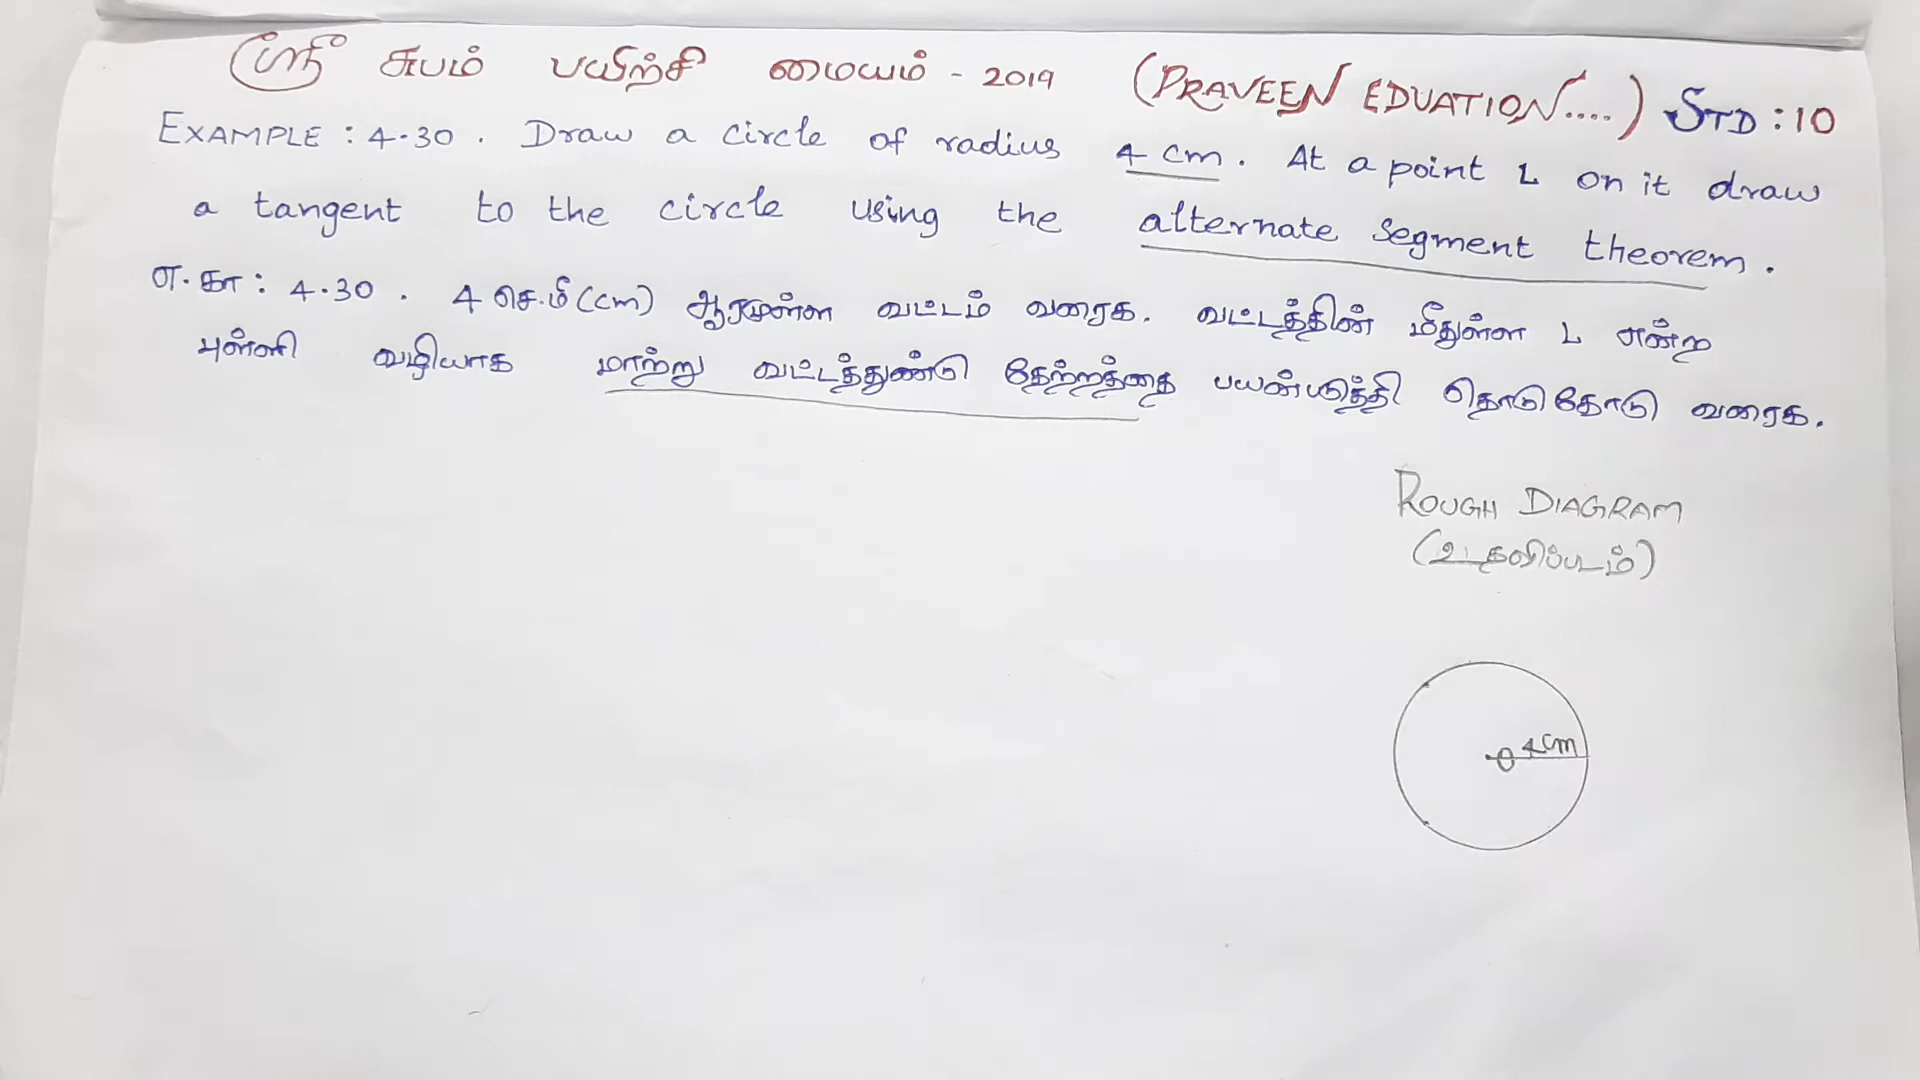 ஸ்ரீ சுபம் பயிற்சி மையம் - 2019 (PRAVEEN EDUATION....) STD : 10
EXAMPLE : 4.30 . Draw a circle of radius 4 cm . At a point L on it draw
a tangent to the circle using the alternate segment theorem .
எ.கா : 4.30 . 4 செ.மீ (cm) ஆரமுள்ள வட்டம் வரைக . வட்டத்தின் மீதுள்ள L என்ற
புள்ளி வழியாக மாற்று வட்டத்துண்டு தேற்றத்தை பயன்படுத்தி தொடுகோடு வரைக .
ROUGH DIAGRAM
(உதவிப்படம்)
O 4cm